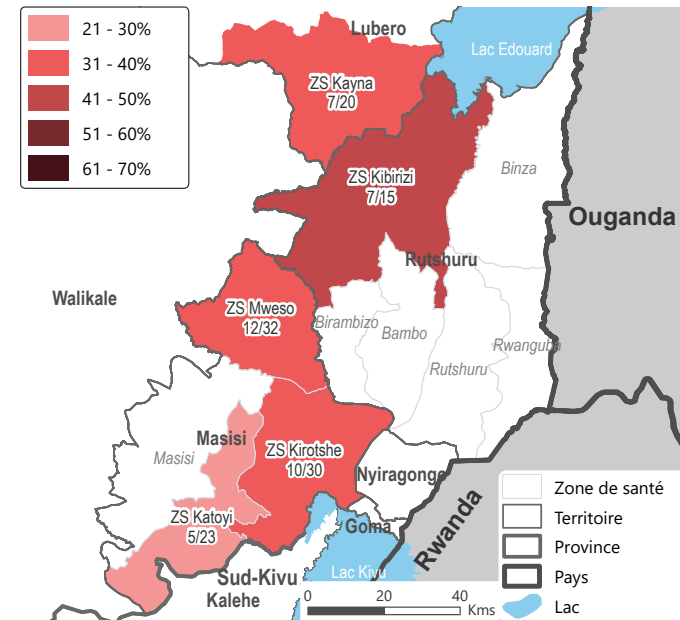 21 - 30%
31 - 40%
41 - 50%
51 - 60%
61 - 70%
Lubero
Lac Edouard
ZS Kayna
7/20
Binza
ZS Kibirizi
7/15
Ouganda
Rutshuru
Walikale
ZS Mweso
12/32
Birambizo
Bambo
Rwanguba
Rutshuru
Masisi
Masisi
ZS Kirotshe
10/30
Nyiragongo
ZS Katoyi
5/23
Goma
Rwanda
Sud-Kivu
Kalehe
Lac Kivu
Zone de santé
Territoire
Province
Pays
Lac
0 20 40
Kms